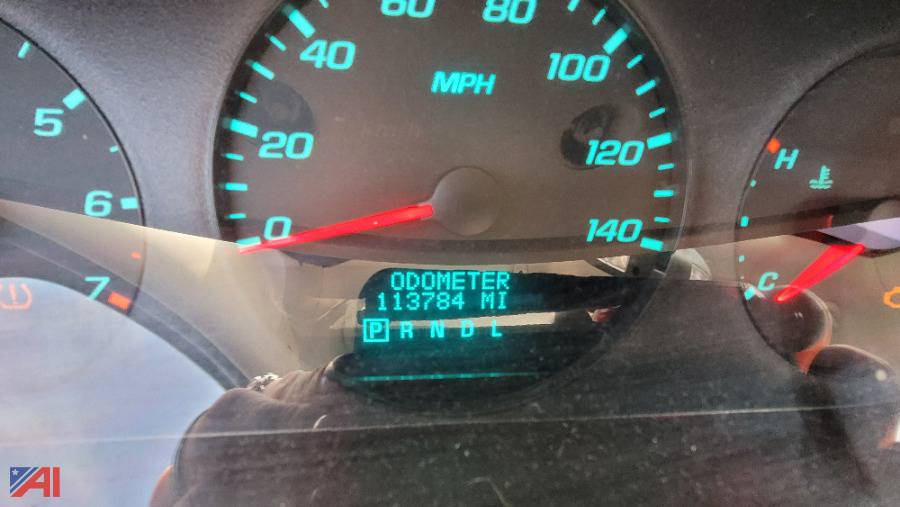 60 80
40 100
MPH
5 20 120
H
6 0 140
7 C
ODOMETER
113784 MI
P R N D L
AI